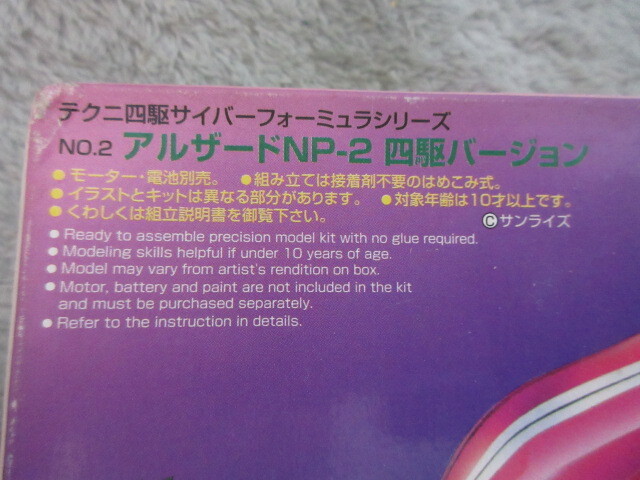 テクニ四駆サイバーフォーミュラシリーズ
NO.2 アルザードNP-2 四駆バージョン
●モーター・電池別売。 ●組み立ては接着剤不要のはめこみ式。
●イラストとキットは異なる部分があります。 ●対象年齢は10才以上です。
●くわしくは組立説明書を御覧下さい。 ©サンライズ
● Ready to assemble precision model kit with no glue required.
● Modeling skills helpful if under 10 years of age.
● Model may vary from artist's rendition on box.
● Motor, battery and paint are not included in the kit
and must be purchased separately.
● Refer to the instruction in details.